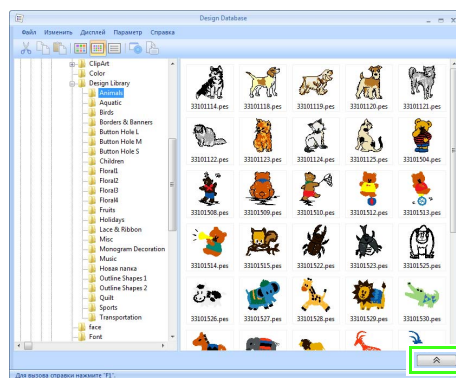 Design Database
Файл Изменить Дисплей Параметр Справка
ClipArt
Color
Design Library
Animals
Aquatic
Birds
Borders & Banners
Button Hole L
Button Hole M
Button Hole S
Children
Floral1
Floral2
Floral3
Floral4
Fruits
Holidays
Lace & Ribbon
Misc
Monogram Decoration
Music
Новая папка
Outline Shapes 1
Outline Shapes 2
Quilt
Sports
Transportation
face
Font
33101114.pes 33101118.pes 33101119.pes 33101120.pes 33101121.pes
33101122.pes 33101123.pes 33101124.pes 33101125.pes 33101504.pes
33101508.pes 33101509.pes 33101510.pes 33101512.pes 33101513.pes
33101514.pes 33101515.pes 33101522.pes 33101523.pes 33101525.pes
33101526.pes 33101527.pes 33101528.pes 33101529.pes 33101530.pes
Для вызова справки нажмите "F1".